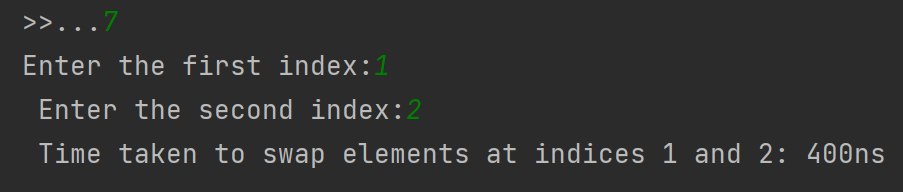 >>...7
Enter the first index:1
Enter the second index:2
Time taken to swap elements at indices 1 and 2: 400ns